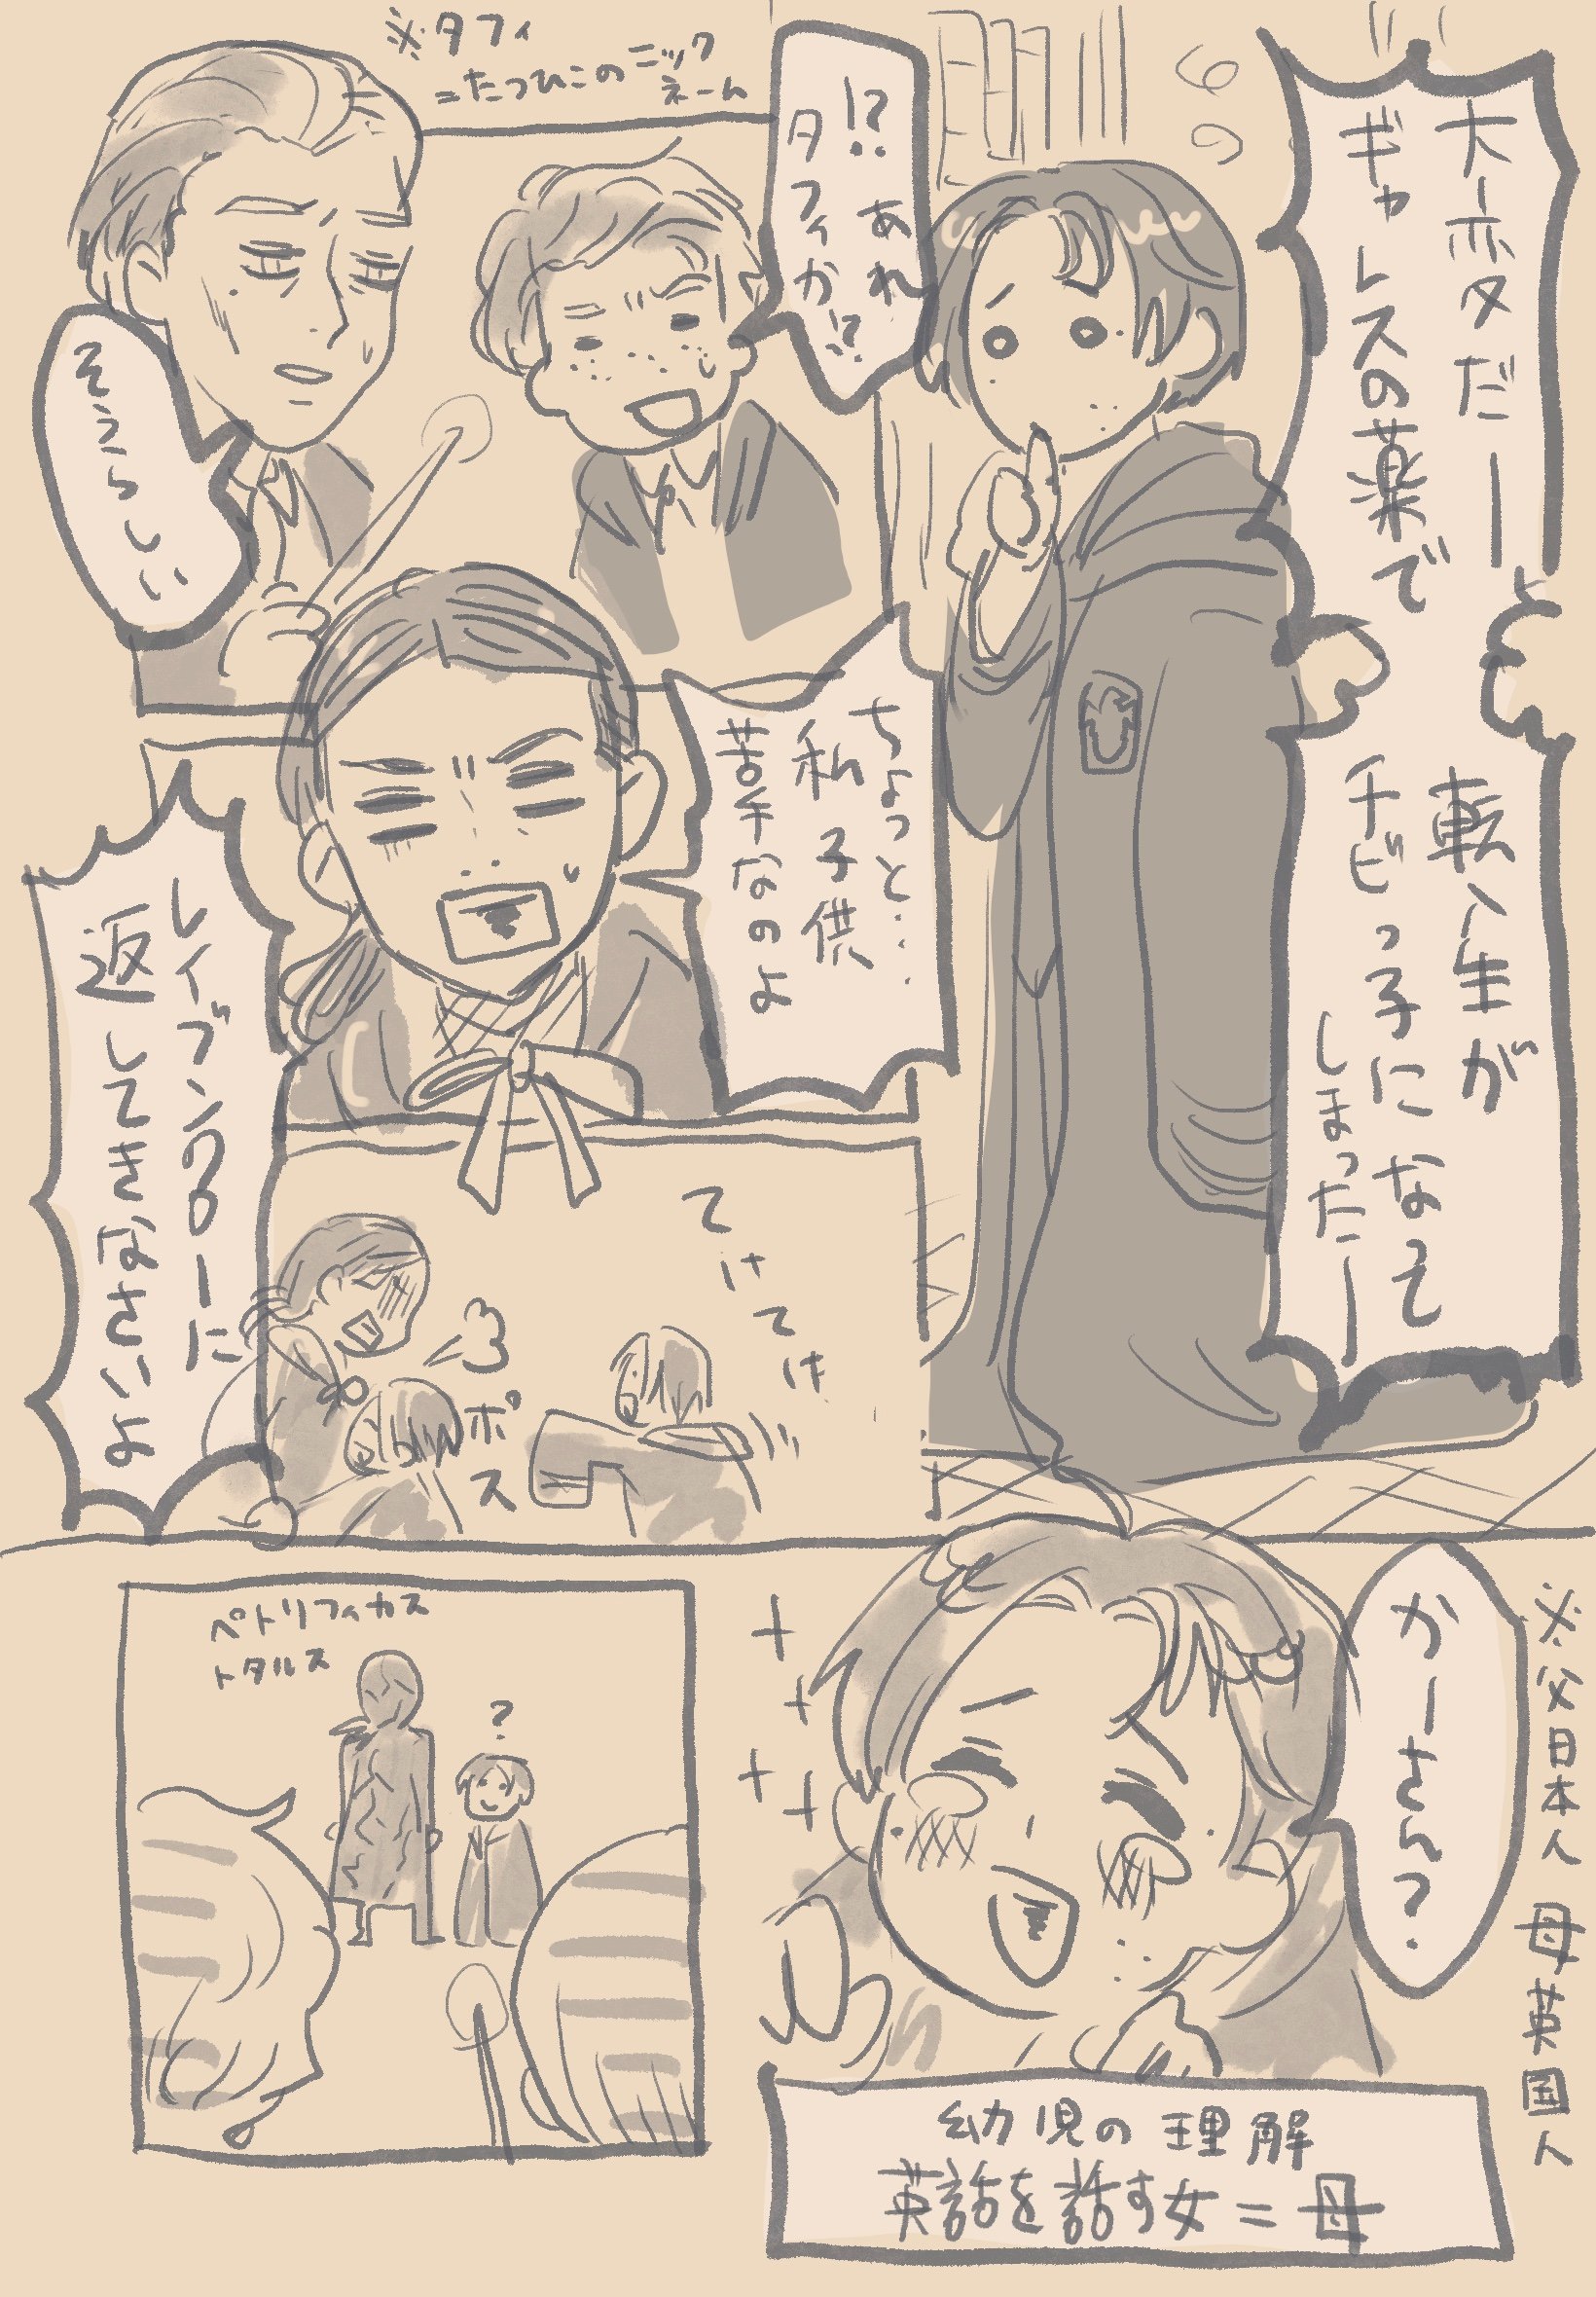 大変だーー
ギャレスの薬で
転入生が
チビっ子になって
しまったー
!?あれ
タフィか!?
※タフィ
=たつひこのニック
ネーム
そうらしい
ちょっと…
私子供
苦手なのよ
レイブンクローに
返してきなさいよ
てけてけ
ポス
※父日本人 母英国人
かーさら?
幼児の理解
英語を話す女=母
ペトリフィカス
トタルス
?